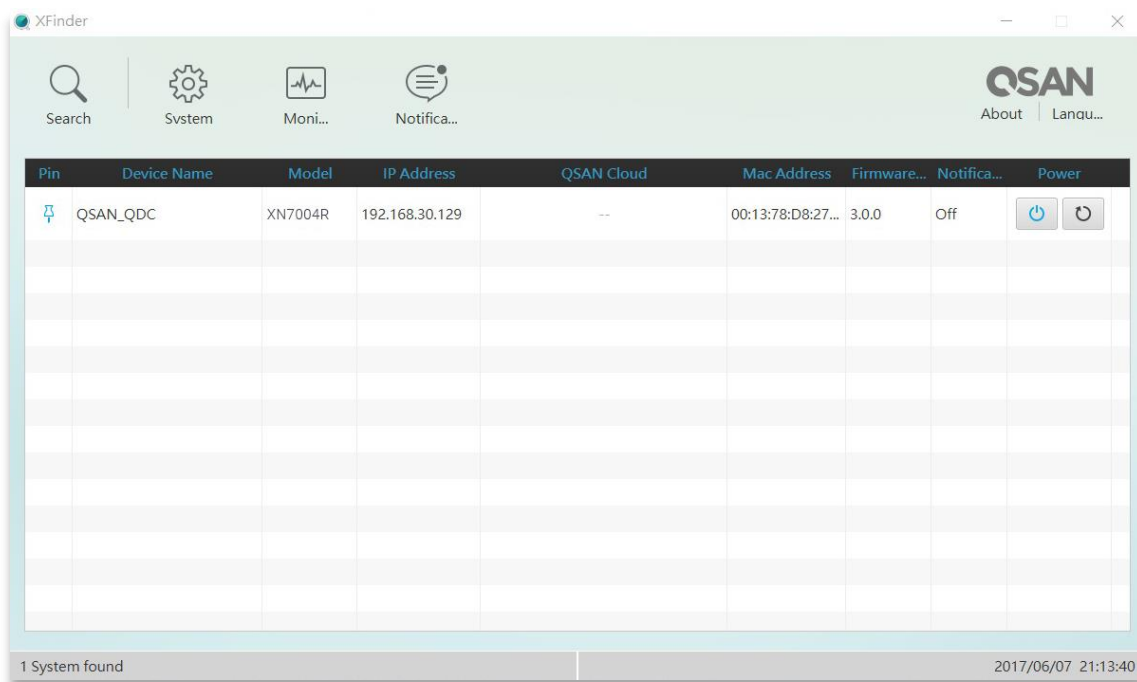 XFinder
QSAN
Search Svstem Moni... Notifica... About Langu...
Pin Device Name Model IP Address QSAN Cloud Mac Address Firmware... Notifica... Power
QSAN_QDC XN7004R 192.168.30.129 -- 00:13:78:D8:27... 3.0.0 Off
1 System found 2017/06/07 21:13:40